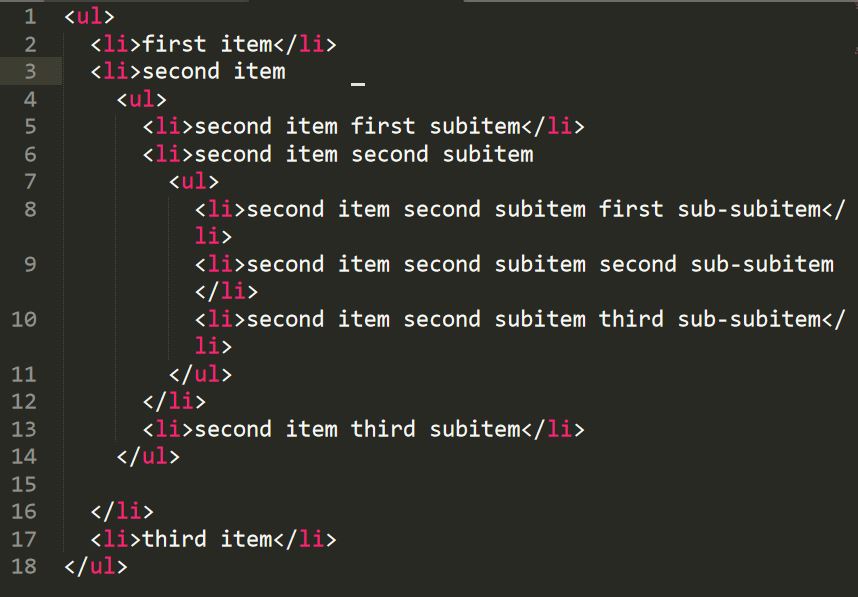 1 <ul>
2 <li>first item</li>
3 <li>second item
4 <ul>
5 <li>second item first subitem</li>
6 <li>second item second subitem
7 <ul>
8 <li>second item second subitem first sub-subitem</
li>
9 <li>second item second subitem second sub-subitem
</li>
10 <li>second item second subitem third sub-subitem</
li>
11 </ul>
12 </li>
13 <li>second item third subitem</li>
14 </ul>
15
16 </li>
17 <li>third item</li>
18 </ul>